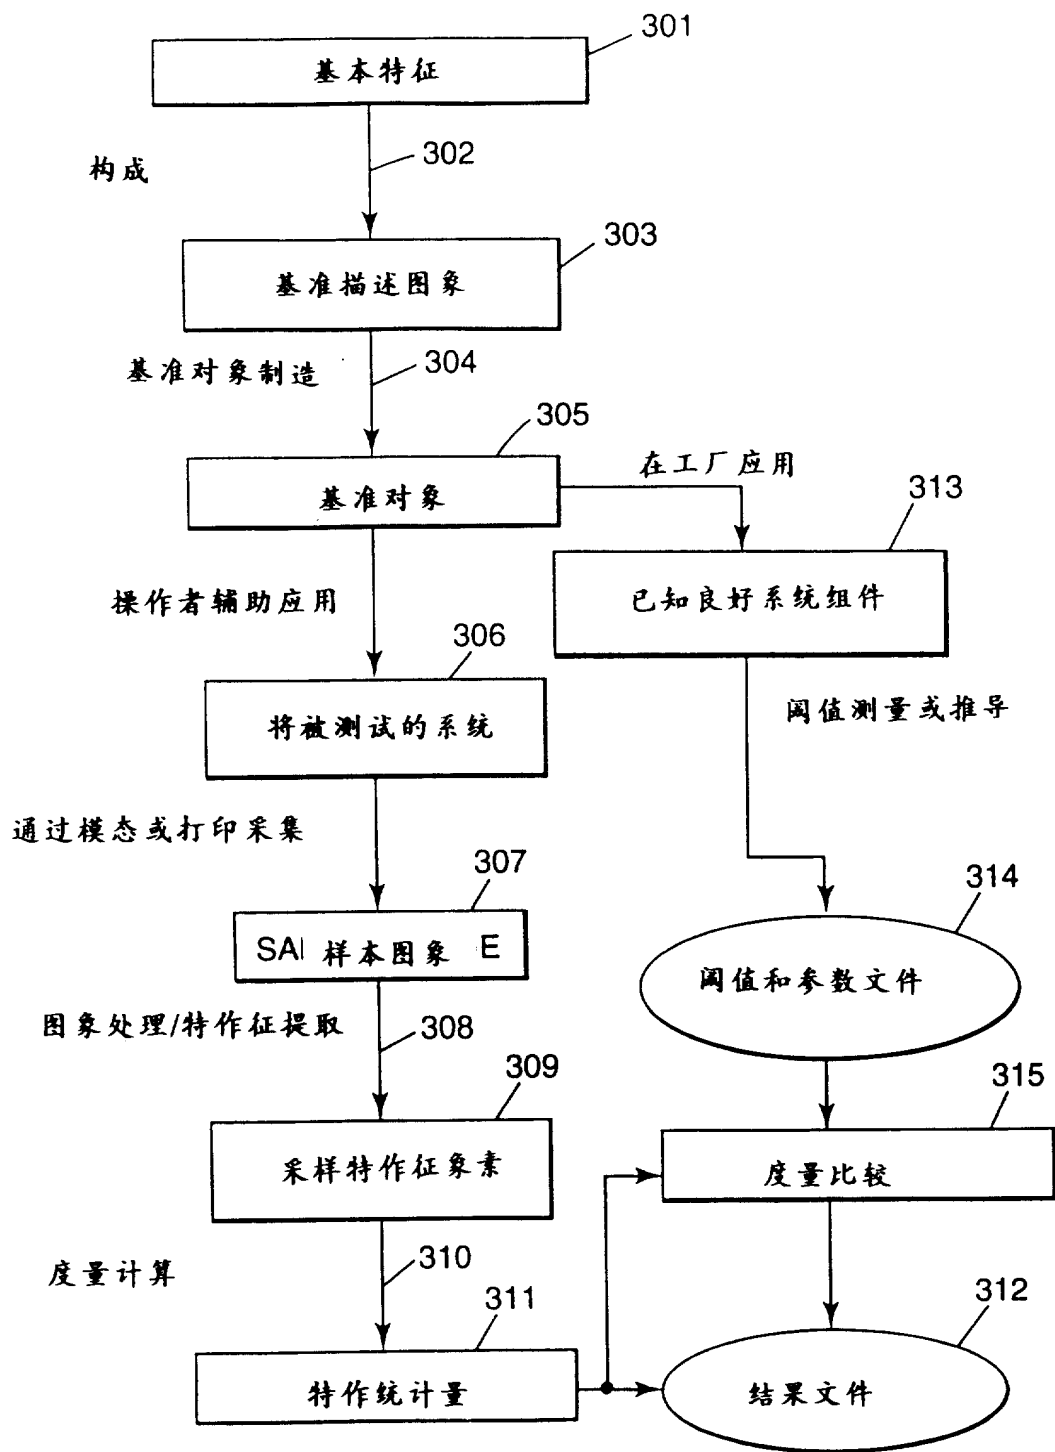 301
基本特征
302
构成
303
基准描述图象
304
基准对象制造
305
在工厂应用
基准对象
313
操作者辅助应用
已知良好系统组件
306
将被测试的系统
阈值测量或推导
通过模态或打印采集
307
314
SAI 样本图象 E
阈值和参数文件
图象处理/特作征提取
308
309
315
采样特作征象素
度量比较
310
度量计算
311
312
特作统计量
结果文件